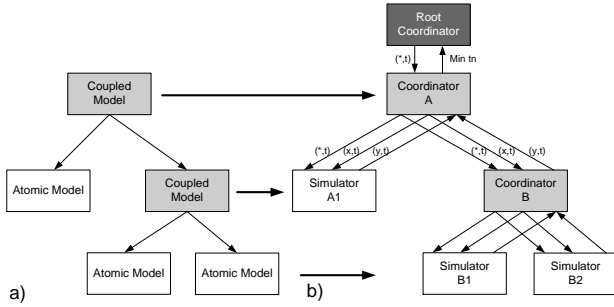 Root
Coordinator
(*,t)
Min tn
Coupled
Model
Coordinator
A
(*,t)
(x,t)
(y,t)
(*,t)
(x,t)
(y,t)
Atomic Model
Coupled
Model
Simulator
A1
Coordinator
B
Atomic Model
Atomic Model
Simulator
B1
Simulator
B2
a)
b)